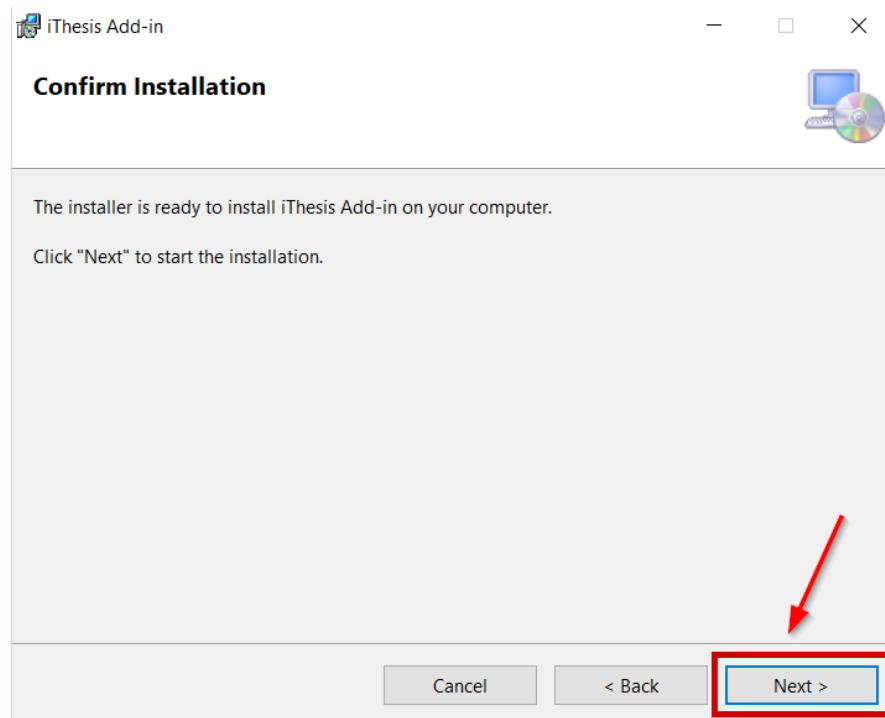 iThesis Add-in
Confirm Installation
The installer is ready to install iThesis Add-in on your computer.
Click "Next" to start the installation.
Cancel
< Back
Next >